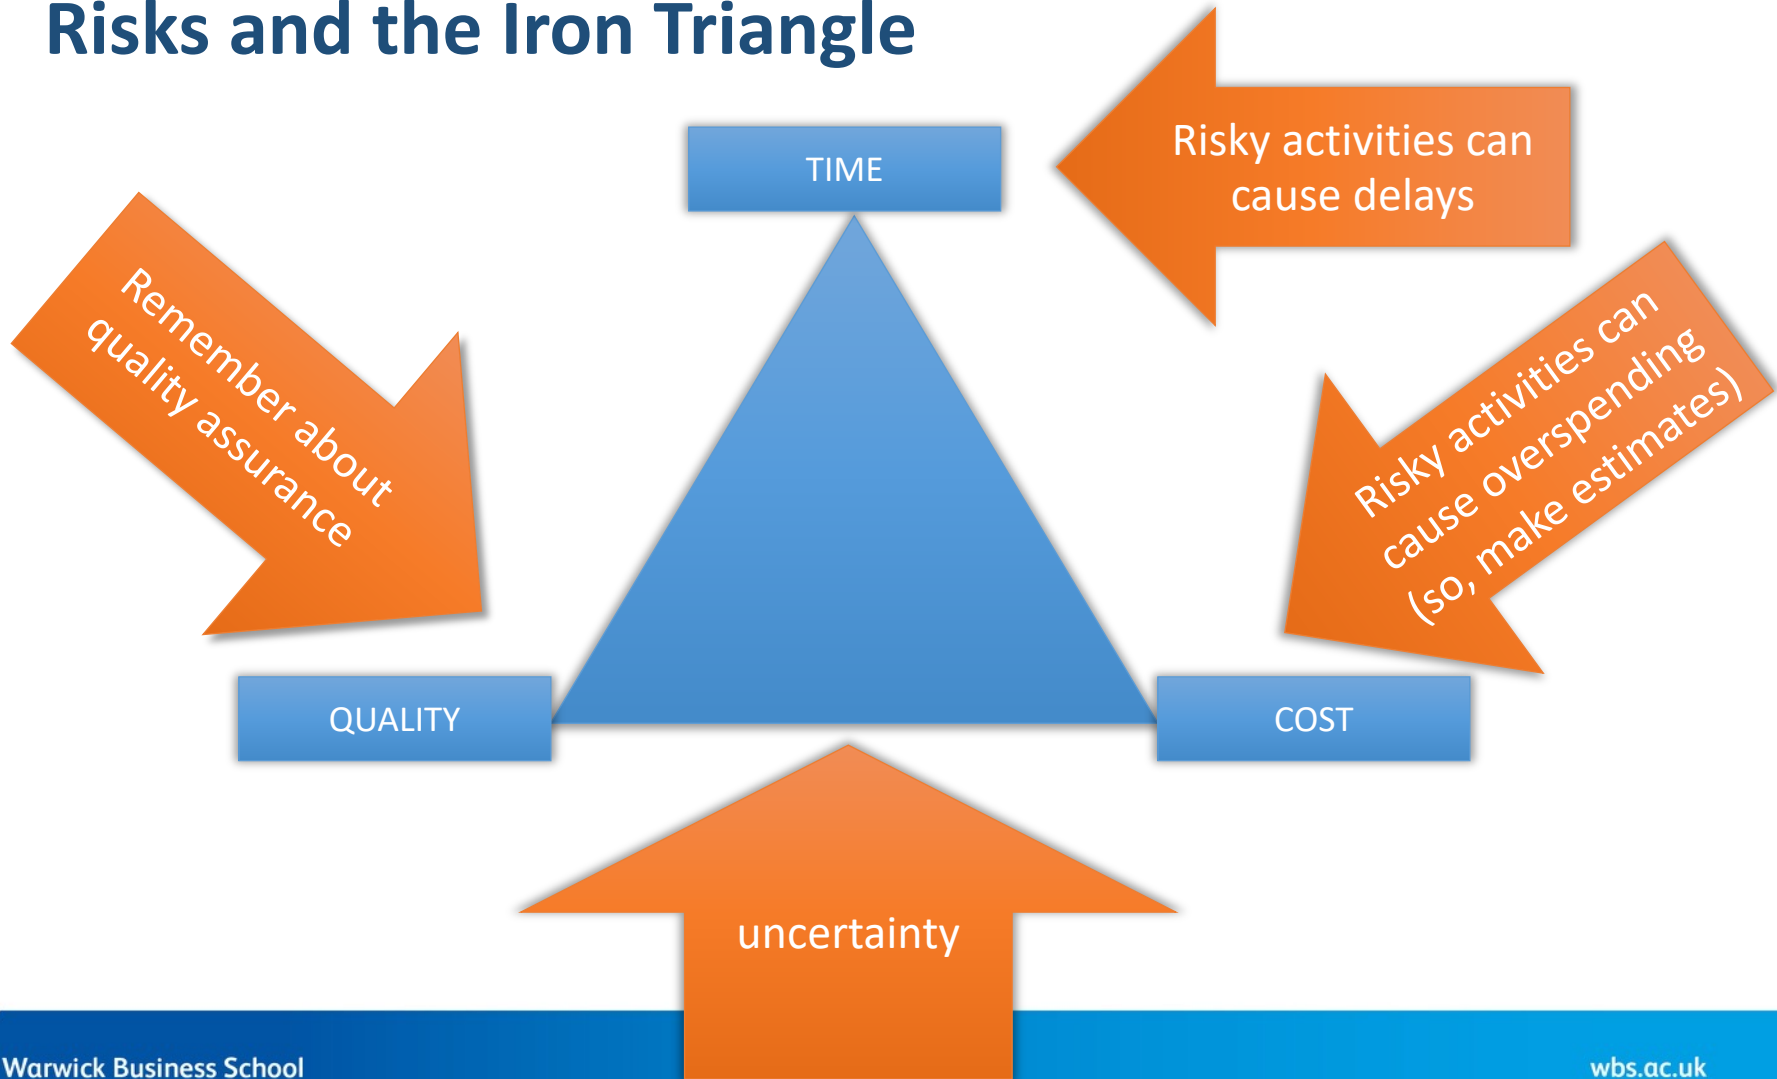 Risks and the Iron Triangle
TIME
Risky activities can
cause delays
Remember about
quality assurance
Risky activities can
cause overspending
(so, make estimates)
QUALITY
COST
uncertainty
Warwick Business School
wbs.ac.uk